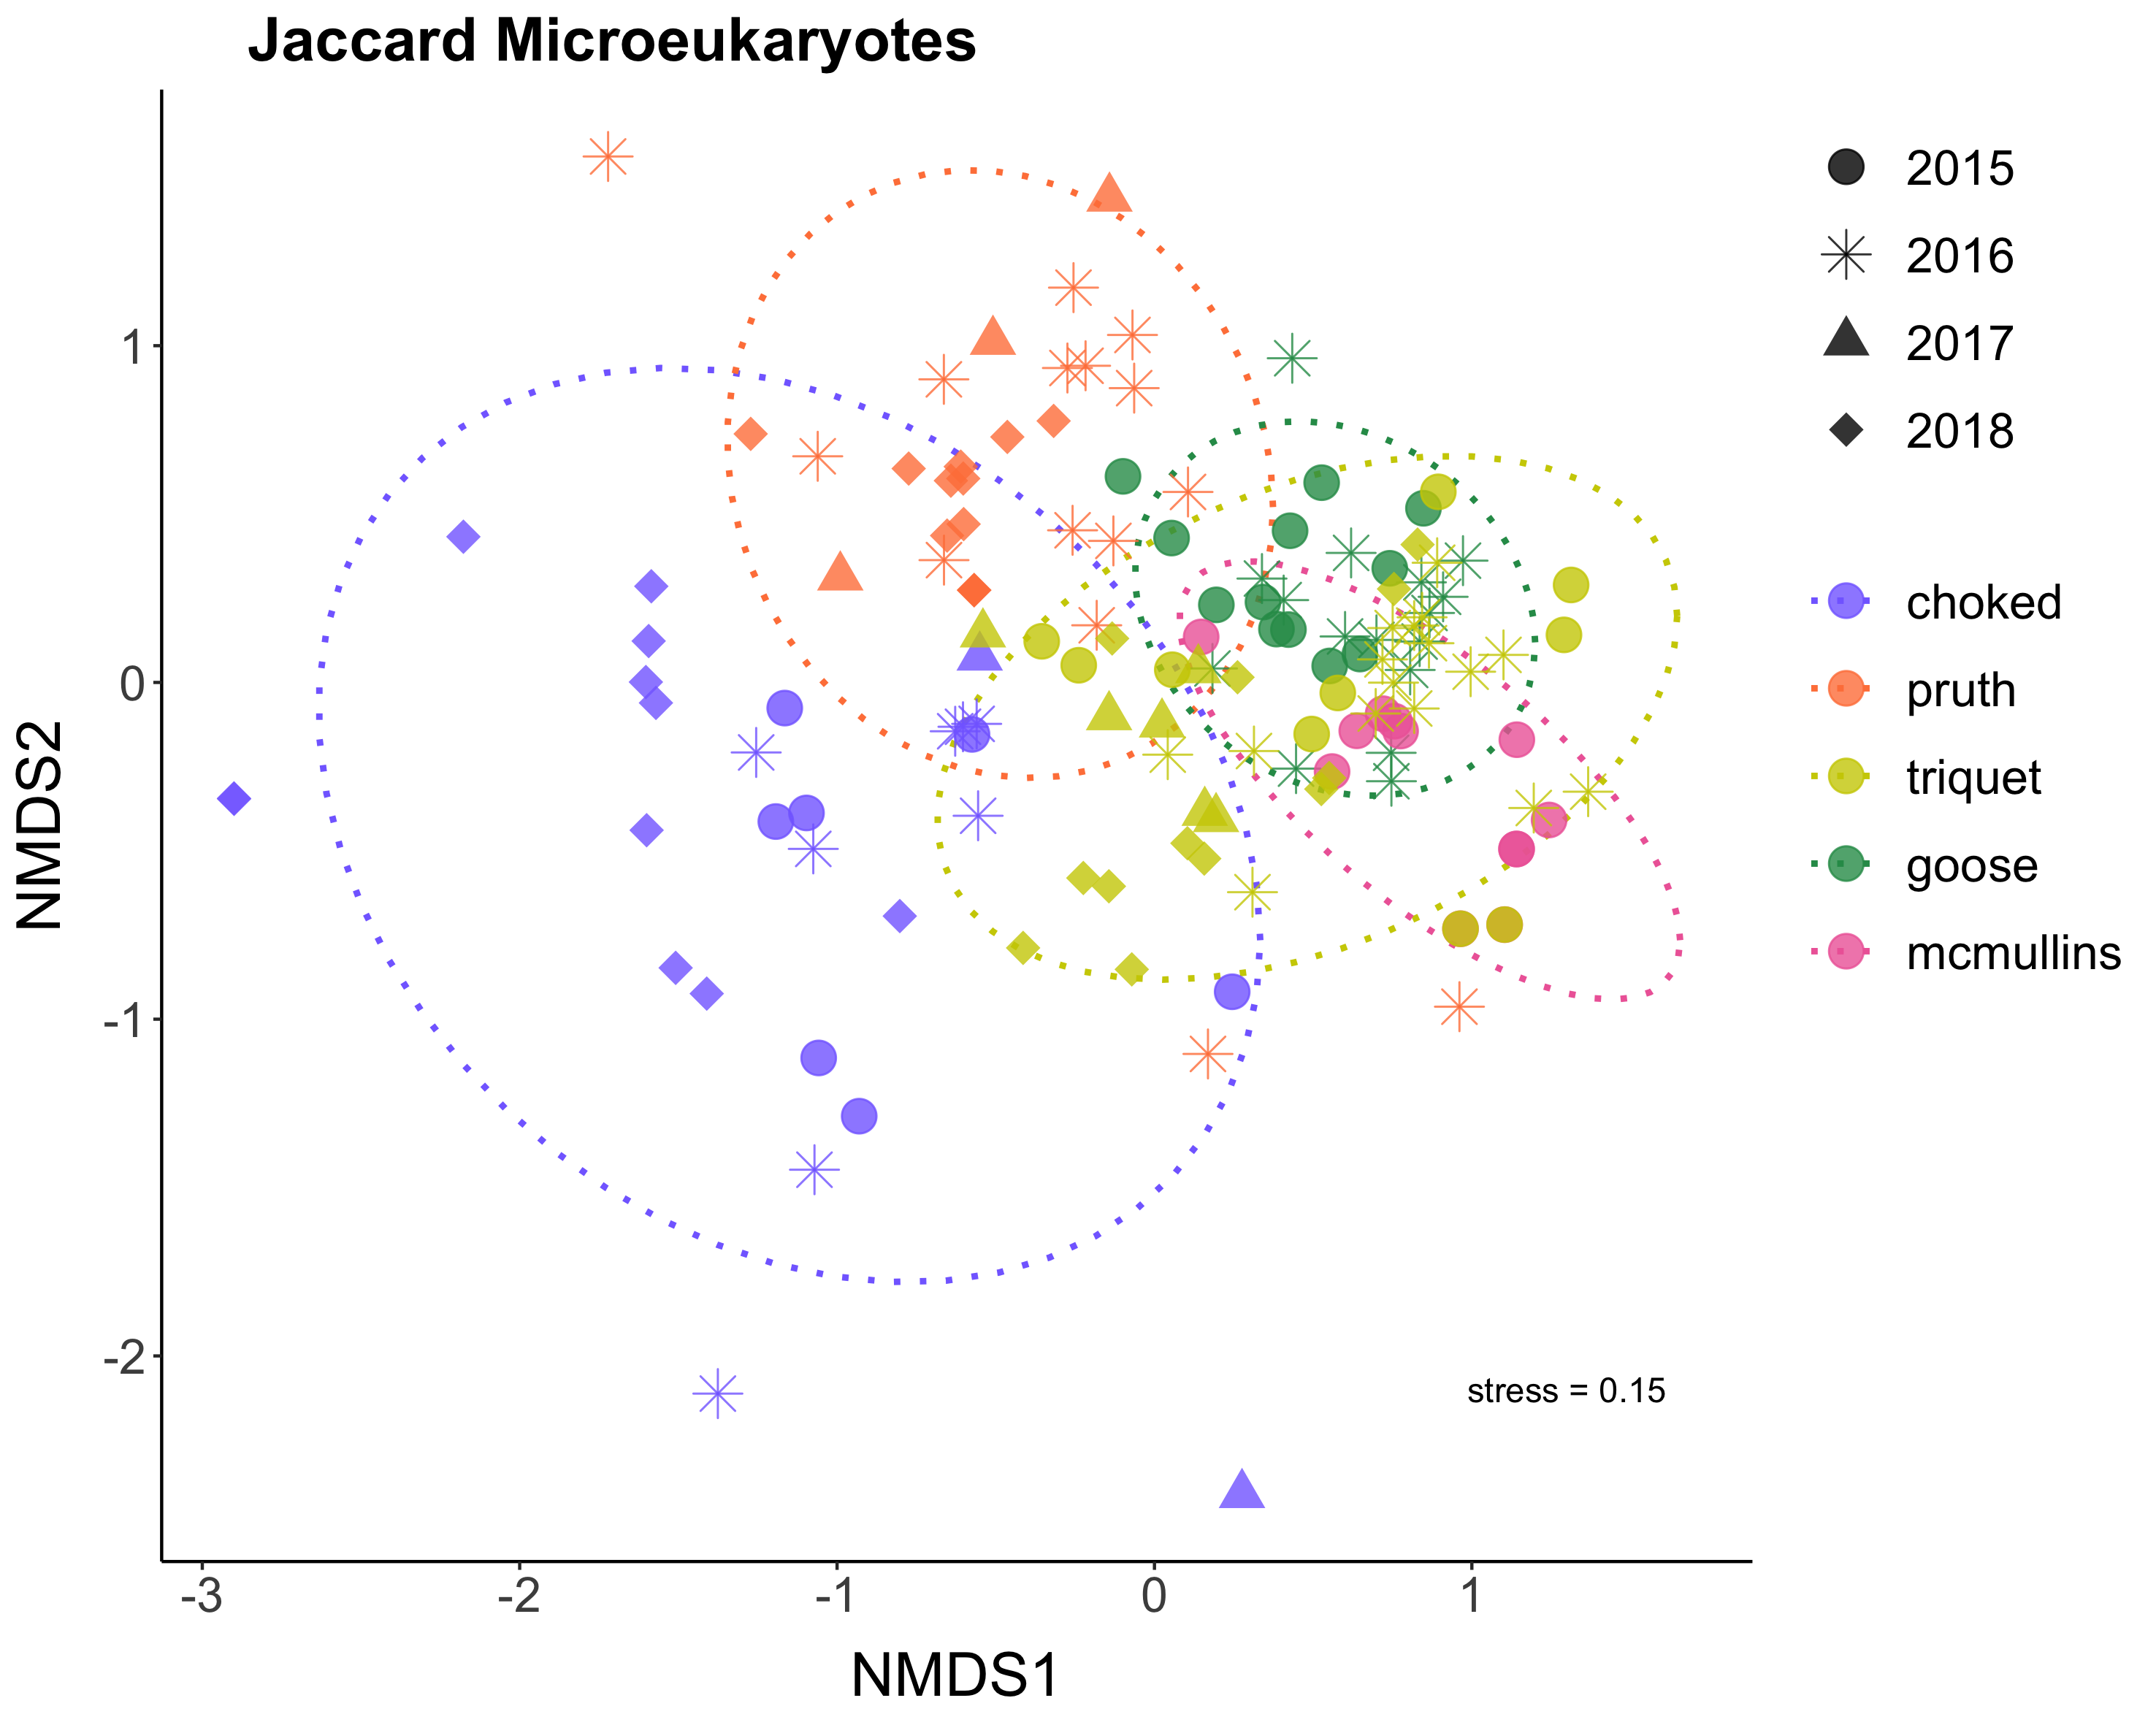 Jaccard Microeukaryotes
NMDS2
1
0
-1
-2
-3
-2
-1
0
1
NMDS1
stress = 0.15
2015
2016
2017
2018
choked
pruth
triquet
goose
mcmullins